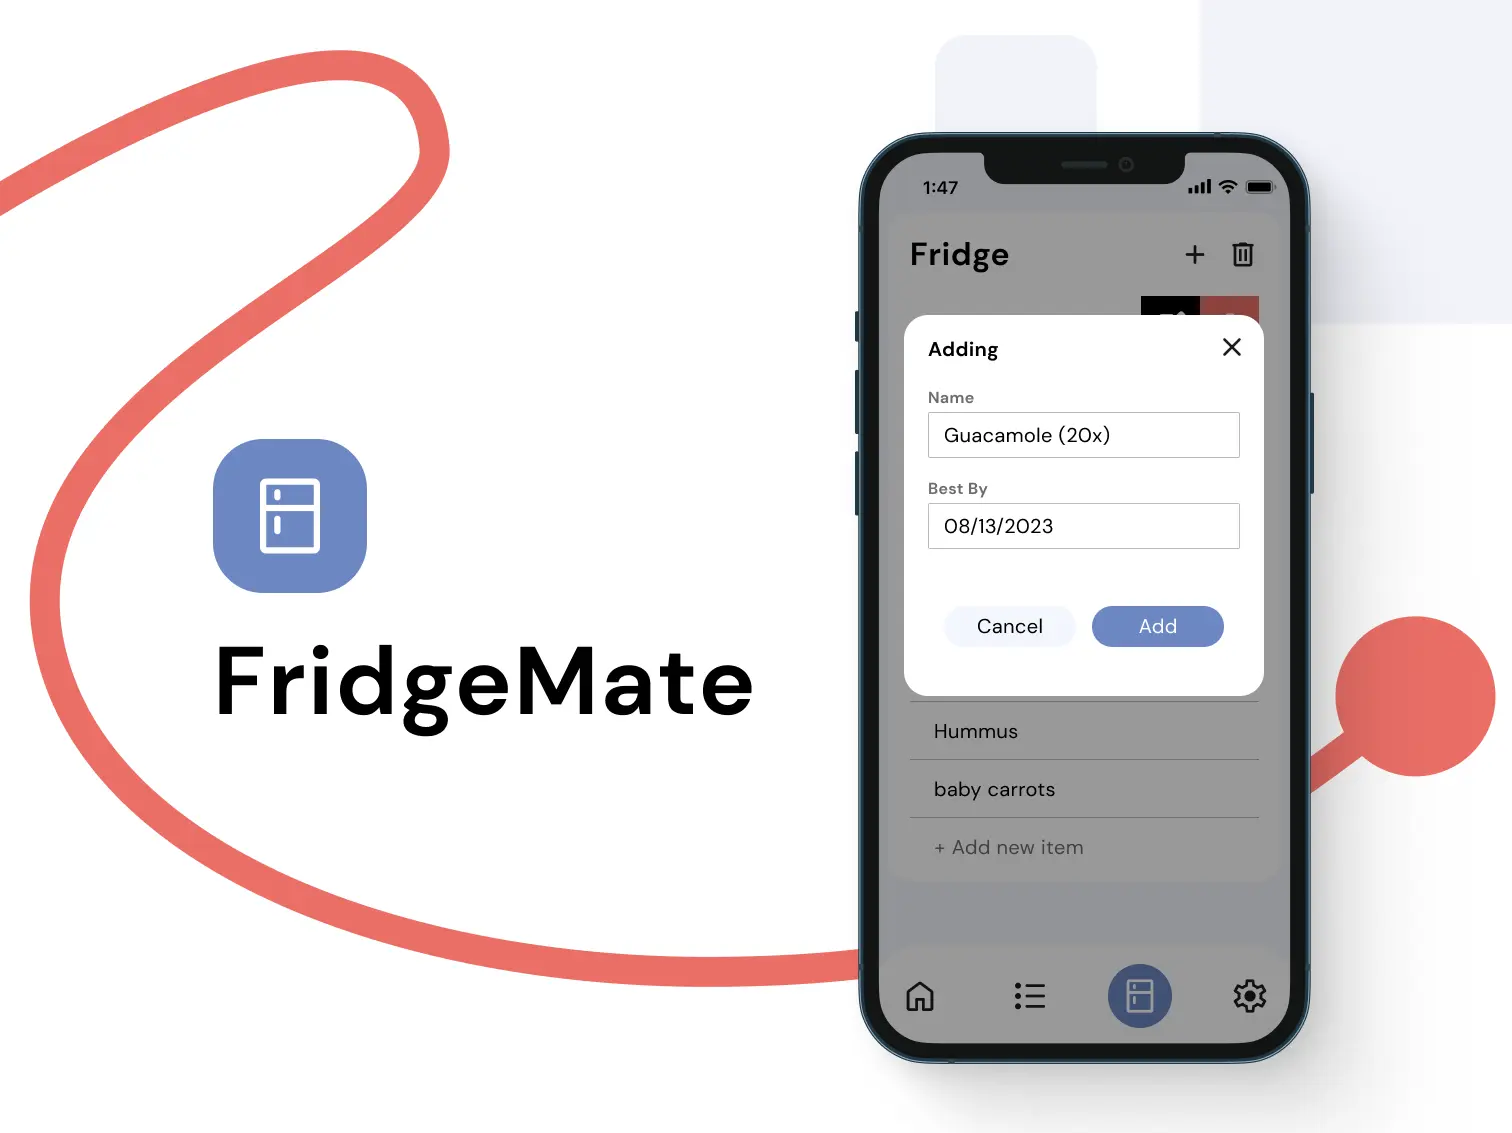 FridgeMate
1:47
Fridge
Adding
Name
Guacamole (20x)
Best By
08/13/2023
Cancel
Add
Hummus
baby carrots
+ Add new item